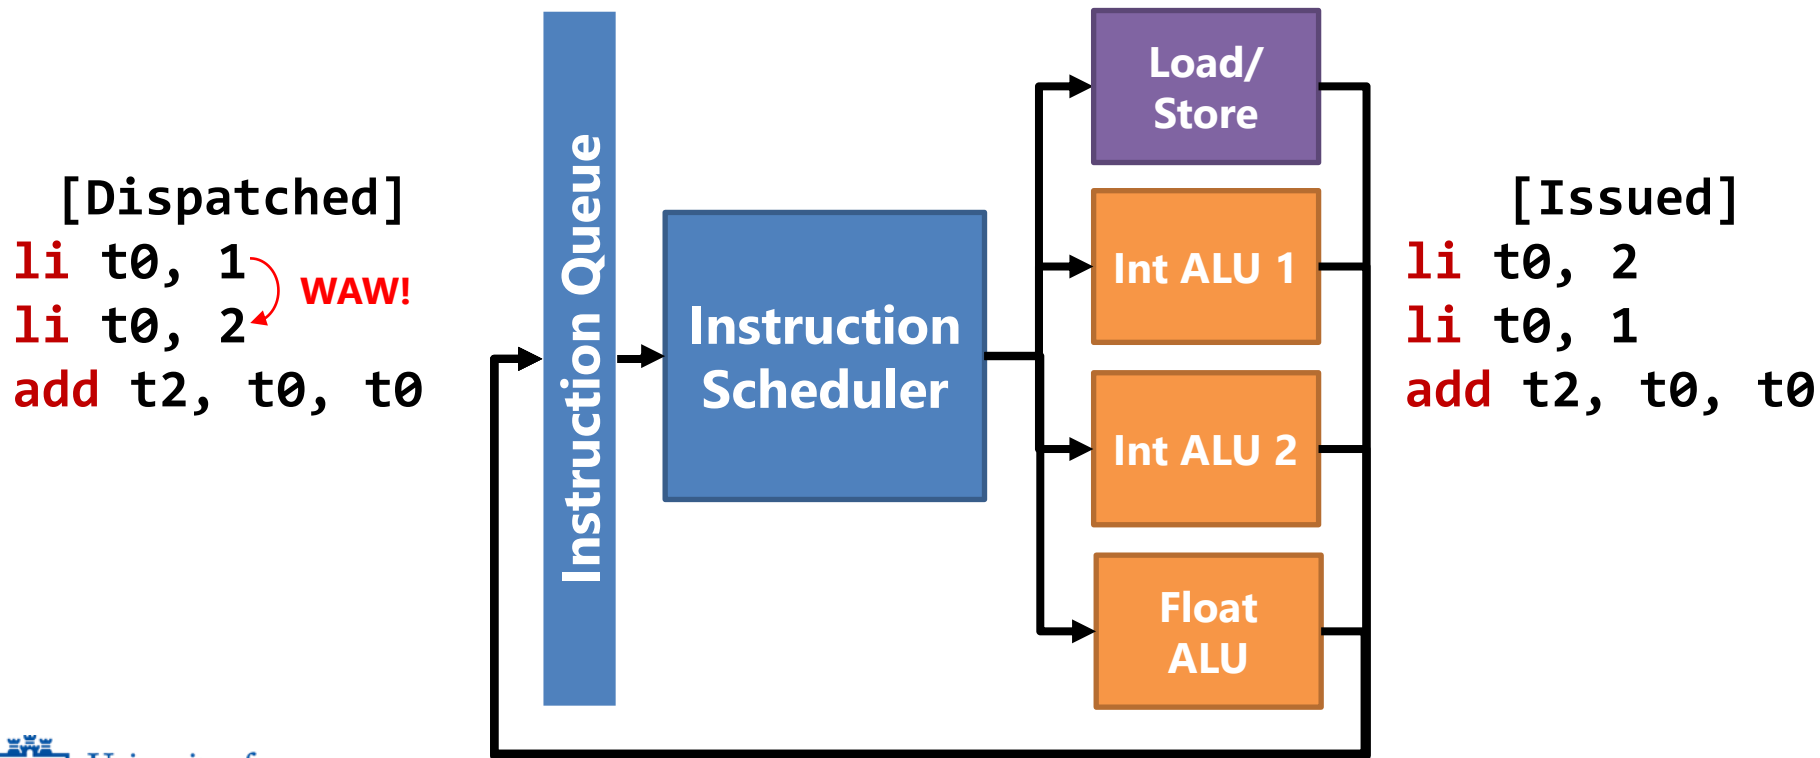 [Dispatched]
li t0, 1
WAW!
li t0, 2
add t2, t0, t0
Instruction Queue
Instruction
Scheduler
Load/
Store
Int ALU 1
Int ALU 2
Float
ALU
[Issued]
li t0, 2
li t0, 1
add t2, t0, t0